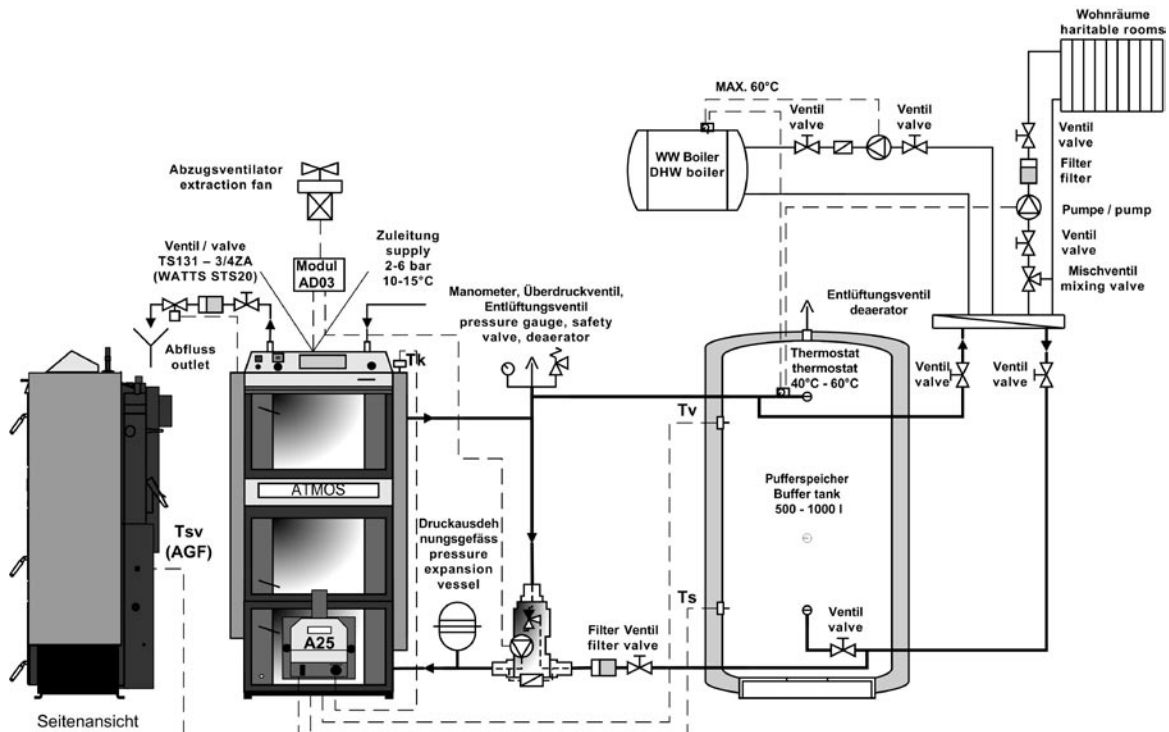 Wohnräume
haritable rooms
MAX. 60°C
Ventil
valve
Ventil
valve
WW Boiler
DHW boiler
Ventil
valve
Filter
filter
Pumpe / pump
Ventil
valve
Mischventil
mixing valve
Abzugsventilator
extraction fan
Ventil / valve
TS131 – 3/4ZA
(WATTS STS20)
Modul
AD03
Zuleitung
supply
2-6 bar
10-15°C
Manometer, Überdruckventil,
Entlüftungsventil
pressure gauge, safety
valve, deaerator
Entlüftungsventil
deaerator
Abfluss
outlet
Tk
Thermostat
thermostat
40°C - 60°C
Ventil
valve
Ventil
valve
Tv
ATMOS
Pufferspeicher
Buffer tank
500 - 1000 l
Tsv
(AGF)
Druckausdeh
nungsgefäss
pressure
expansion
vessel
Ts
A25
Filter Ventil
filter valve
Ventil
valve
Seitenansicht